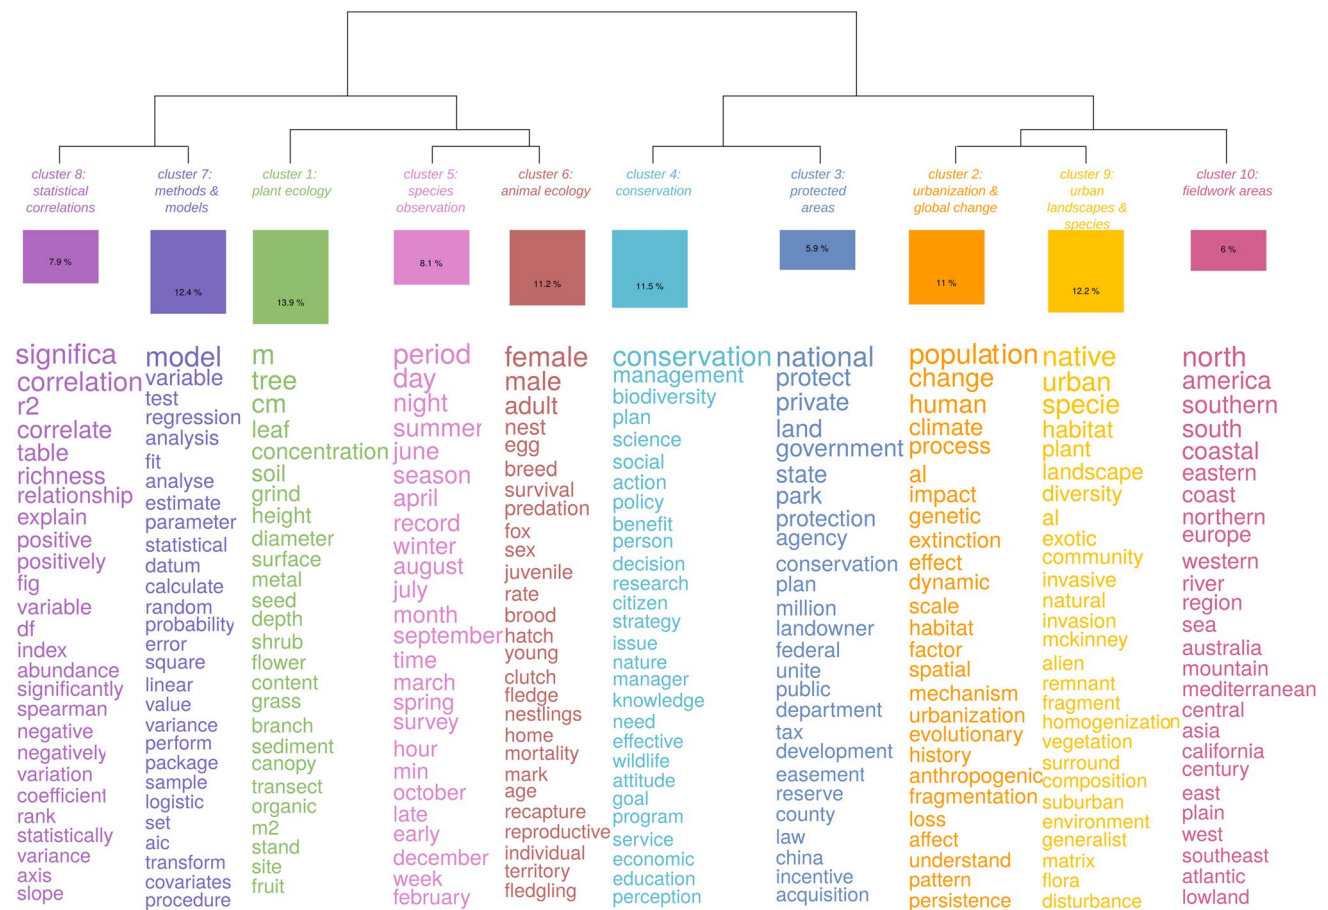 cluster 8:
statistical
correlations
7.9 %
significa
correlation
r2
correlate
table
richness
relationship
explain
positive
positively
fig
variable
df
index
abundance
significantly
spearman
negative
negatively
variation
coefficient
rank
statistically
variance
axis
slope
cluster 7:
methods &
models
12.4 %
model
variable
test
regression
analysis
fit
analyse
estimate
parameter
statistical
datum
calculate
random
probability
error
square
linear
value
variance
perform
package
sample
logistic
set
aic
transform
covariates
procedure
cluster 1:
plant ecology
13.9 %
m
tree
cm
leaf
concentration
soil
grind
height
diameter
surface
metal
seed
depth
shrub
flower
content
grass
branch
sediment
canopy
transect
organic
m2
stand
site
fruit
cluster 5:
species
observation
8.1 %
period
day
night
summer
june
season
april
record
winter
august
july
month
september
time
march
spring
survey
hour
min
october
late
early
december
week
february
cluster 6:
animal ecology
11.2 %
female
male
adult
nest
egg
breed
survival
predation
fox
sex
juvenile
rate
brood
hatch
young
clutch
fledge
nestlings
home
mortality
mark
age
recapture
reproductive
individual
territory
fledgling
cluster 4:
conservation
11.5 %
conservation
management
biodiversity
plan
science
social
action
policy
benefit
person
decision
research
citizen
strategy
issue
nature
manager
knowledge
need
effective
wildlife
attitude
goal
program
service
economic
education
perception
cluster 3:
protected
areas
5.9 %
national
protect
private
land
government
state
park
protection
agency
conservation
plan
million
landowner
federal
unite
public
department
tax
development
easement
reserve
county
law
china
incentive
acquisition
cluster 2:
urbanization &
global change
11 %
population
change
human
climate
process
al
impact
genetic
extinction
effect
dynamic
scale
habitat
factor
spatial
mechanism
urbanization
evolutionary
history
anthropogenic
fragmentation
loss
affect
understand
pattern
persistence
cluster 9:
urban
landscapes &
species
12.2 %
native
urban
specie
habitat
plant
landscape
diversity
al
exotic
community
invasive
natural
invasion
mckinney
alien
remnant
fragment
homogenization
vegetation
surround
composition
suburban
environment
generalist
matrix
flora
disturbance
cluster 10:
fieldwork areas
6 %
north
america
southern
south
coastal
eastern
coast
northern
europe
western
river
region
sea
australia
mountain
mediterranean
central
asia
california
century
east
plain
west
southeast
atlantic
lowland